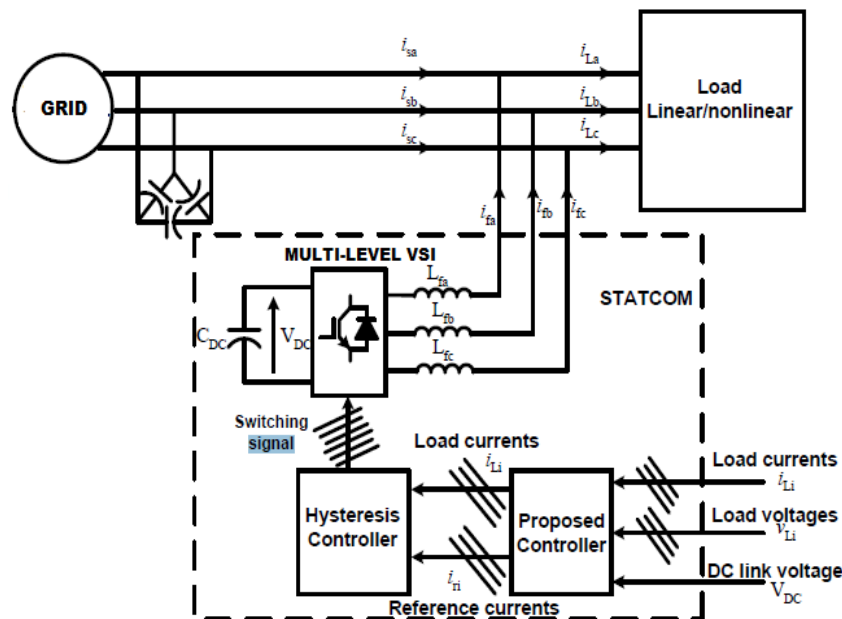 i_sa
i_La
GRID
i_sb
i_Lb
i_sc
i_Lc
Load
Linear/nonlinear
i_fa
i_fb
i_fc
MULTI-LEVEL VSI
STATCOM
L_fa
L_fb
L_fc
C_DC
V_DC
Switching
signal
Load currents
i_Li
Load currents
i_Li
Hysteresis
Controller
Proposed
Controller
Load voltages
v_Li
i_ri
DC link voltage
V_DC
Reference currents